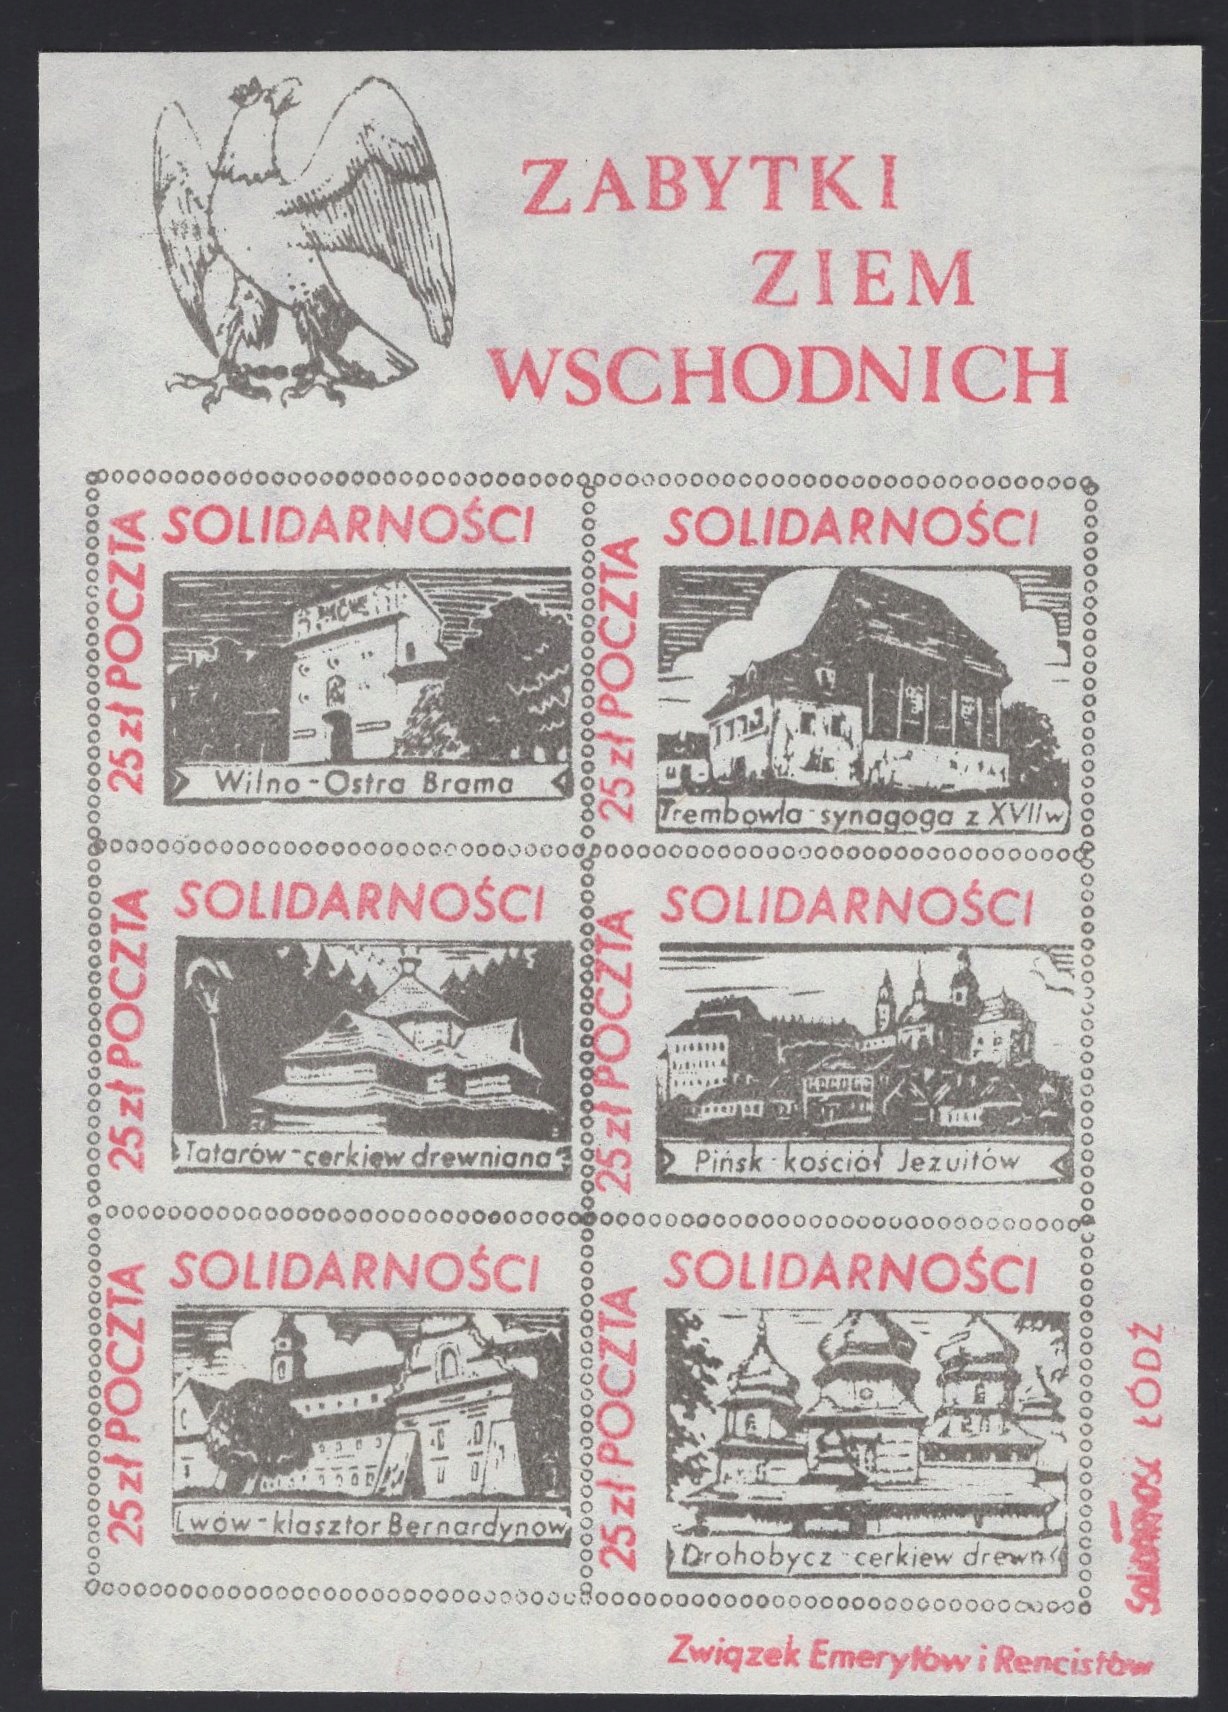 ZABYTKI
ZIEM
WSCHODNICH
SOLIDARNOŚCI
25 zł POCZTA
Wilno - Ostra Brama
SOLIDARNOŚCI
25 zł POCZTA
Trembowla - synagoga z XVII w
SOLIDARNOŚCI
25 zł POCZTA
Tatarów - cerkiew drewniana
SOLIDARNOŚCI
25 zł POCZTA
Pińsk - kościół Jezuitów
SOLIDARNOŚCI
25 zł POCZTA
Lwów - klasztor Bernardynów
SOLIDARNOŚCI
25 zł POCZTA
Drohobycz - cerkiew drewn
SOLIDARNOŚĆ ŁÓDŹ
Związek Emerytów i Rencistów